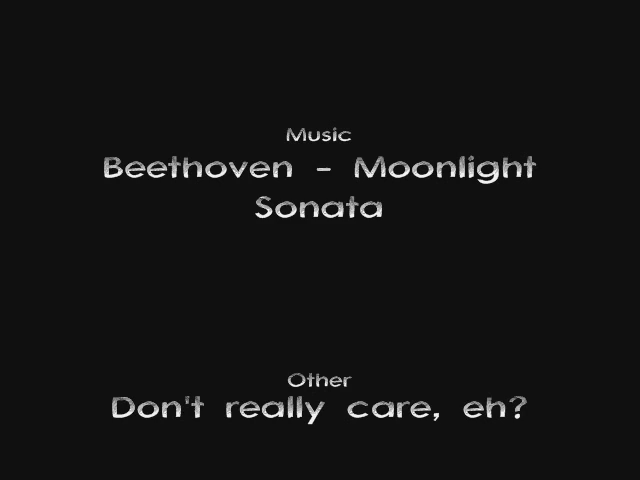 Music
Beethoven - Moonlight
Sonata
Other
Don't really care, eh?